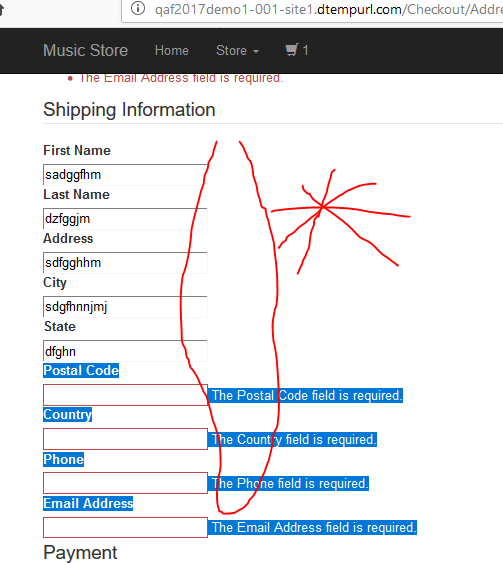 qaf2017demo1-001-site1.dtempurl.com/Checkout/Addre
Music Store Home Store 1
The Email Address field is required.
Shipping Information
First Name
sadggfhm
Last Name
dzfggjm
Address
sdfgghhm
City
sdgfhnnjmj
State
dfghn
Postal Code
The Postal Code field is required.
Country
The Country field is required.
Phone
The Phone field is required.
Email Address
The Email Address field is required.
Payment